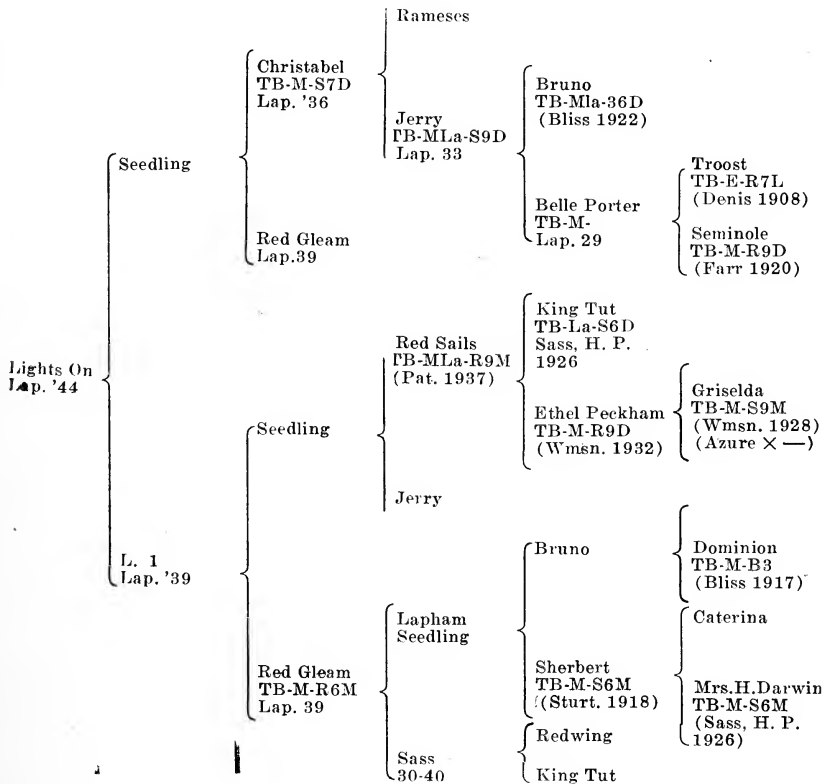 Rameses
Christabel
TB-M-S7D
Lap. '36
Jerry
TB-MLa-S9D
Lap. 33
Bruno
TB-Mla-36D
(Bliss 1922)
Belle Porter
TB-M-
Lap. 29
Troost
TB-E-R7L
(Denis 1908)
Seminole
TB-M-R9D
(Farr 1920)
Seedling
Red Gleam
Lap.39
Lights On
Lap. '44
Red Sails
TB-MLa-R9M
(Pat. 1937)
King Tut
TB-La-S6D
Sass, H. P.
1926
Ethel Peckham
TB-M-R9D
(Wmsn. 1932)
Griselda
TB-M-S9M
(Wmsn. 1928)
(Azure × —)
Seedling
Jerry
L. 1
Lap. '39
Bruno
Dominion
TB-M-B3
(Bliss 1917)
Lapham
Seedling
Caterina
Sherbert
TB-M-S6M
(Sturt. 1918)
Mrs.H.Darwin
TB-M-S6M
(Sass, H. P.
1926)
Red Gleam
TB-M-R6M
Lap. 39
Sass
30-40
Redwing
King Tut